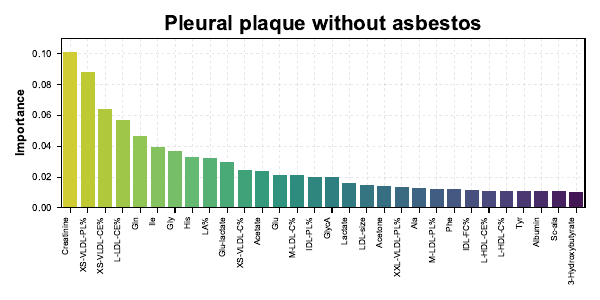 Pleural plaque without asbestos
Importance
0.10
0.08
0.06
0.04
0.02
0.00
Creatinine
XS-VLDL-PL%
XS-VLDL-CE%
L-LDL-CE%
Gln
Ile
Gly
His
LA%
Glu-lactate
XS-VLDL-C%
Acetate
Glu
M-LDL-C%
IDL-PL%
GlycA
Lactate
LDL-size
Acetone
XXL-VLDL-PL%
Ala
M-LDL-PL%
Phe
IDL-FC%
L-HDL-CE%
L-HDL-C%
Tyr
Albumin
Sc-ala
3-Hydroxybutyrate